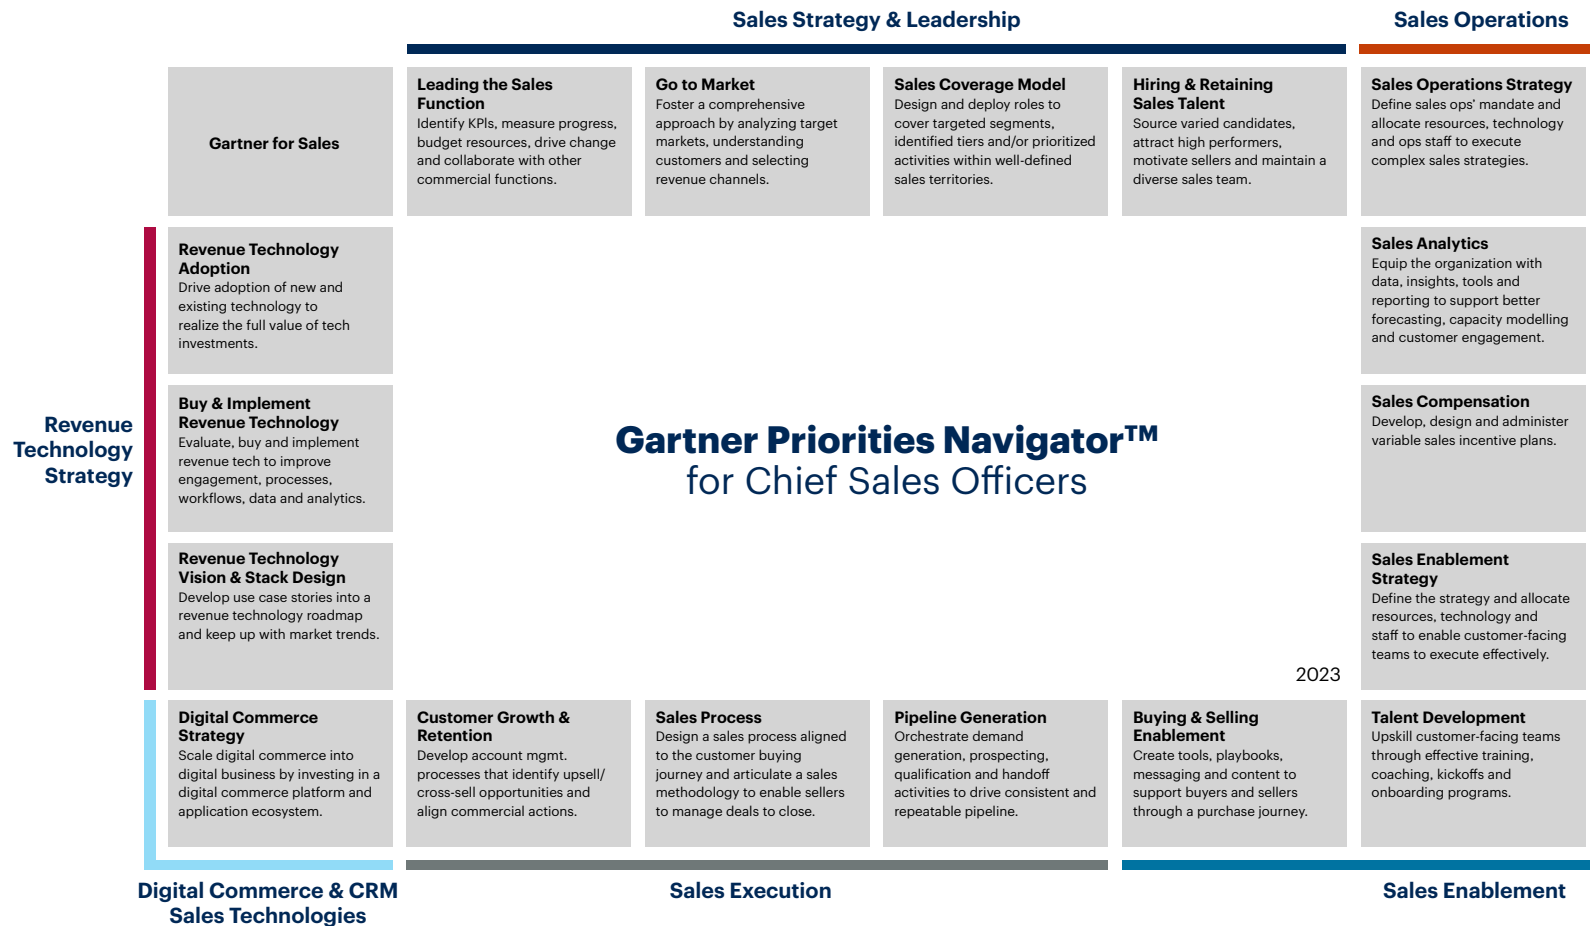 Sales Strategy & Leadership
Sales Operations
Gartner for Sales
Leading the Sales
Function
Identify KPIs, measure progress,
budget resources, drive change
and collaborate with other
commercial functions.
Go to Market
Foster a comprehensive
approach by analyzing target
markets, understanding
customers and selecting
revenue channels.
Sales Coverage Model
Design and deploy roles to
cover targeted segments,
identified tiers and/or prioritized
activities within well-defined
sales territories.
Hiring & Retaining
Sales Talent
Source varied candidates,
attract high performers,
motivate sellers and maintain a
diverse sales team.
Sales Operations Strategy
Define sales ops’ mandate and
allocate resources, technology
and ops staff to execute
complex sales strategies.
Revenue
Technology
Strategy
Revenue Technology
Adoption
Drive adoption of new and
existing technology to
realize the full value of tech
investments.
Buy & Implement
Revenue Technology
Evaluate, buy and implement
revenue tech to improve
engagement, processes,
workflows, data and analytics.
Revenue Technology
Vision & Stack Design
Develop use case stories into a
revenue technology roadmap
and keep up with market trends.
Gartner Priorities Navigator™
for Chief Sales Officers
2023
Sales Analytics
Equip the organization with
data, insights, tools and
reporting to support better
forecasting, capacity modelling
and customer engagement.
Sales Compensation
Develop, design and administer
variable sales incentive plans.
Sales Enablement
Strategy
Define the strategy and allocate
resources, technology and
staff to enable customer-facing
teams to execute effectively.
Digital Commerce
Strategy
Scale digital commerce into
digital business by investing in a
digital commerce platform and
application ecosystem.
Customer Growth &
Retention
Develop account mgmt.
processes that identify upsell/
cross-sell opportunities and
align commercial actions.
Sales Process
Design a sales process aligned
to the customer buying
journey and articulate a sales
methodology to enable sellers
to manage deals to close.
Pipeline Generation
Orchestrate demand
generation, prospecting,
qualification and handoff
activities to drive consistent and
repeatable pipeline.
Buying & Selling
Enablement
Create tools, playbooks,
messaging and content to
support buyers and sellers
through a purchase journey.
Talent Development
Upskill customer-facing teams
through effective training,
coaching, kickoffs and
onboarding programs.
Digital Commerce & CRM
Sales Technologies
Sales Execution
Sales Enablement